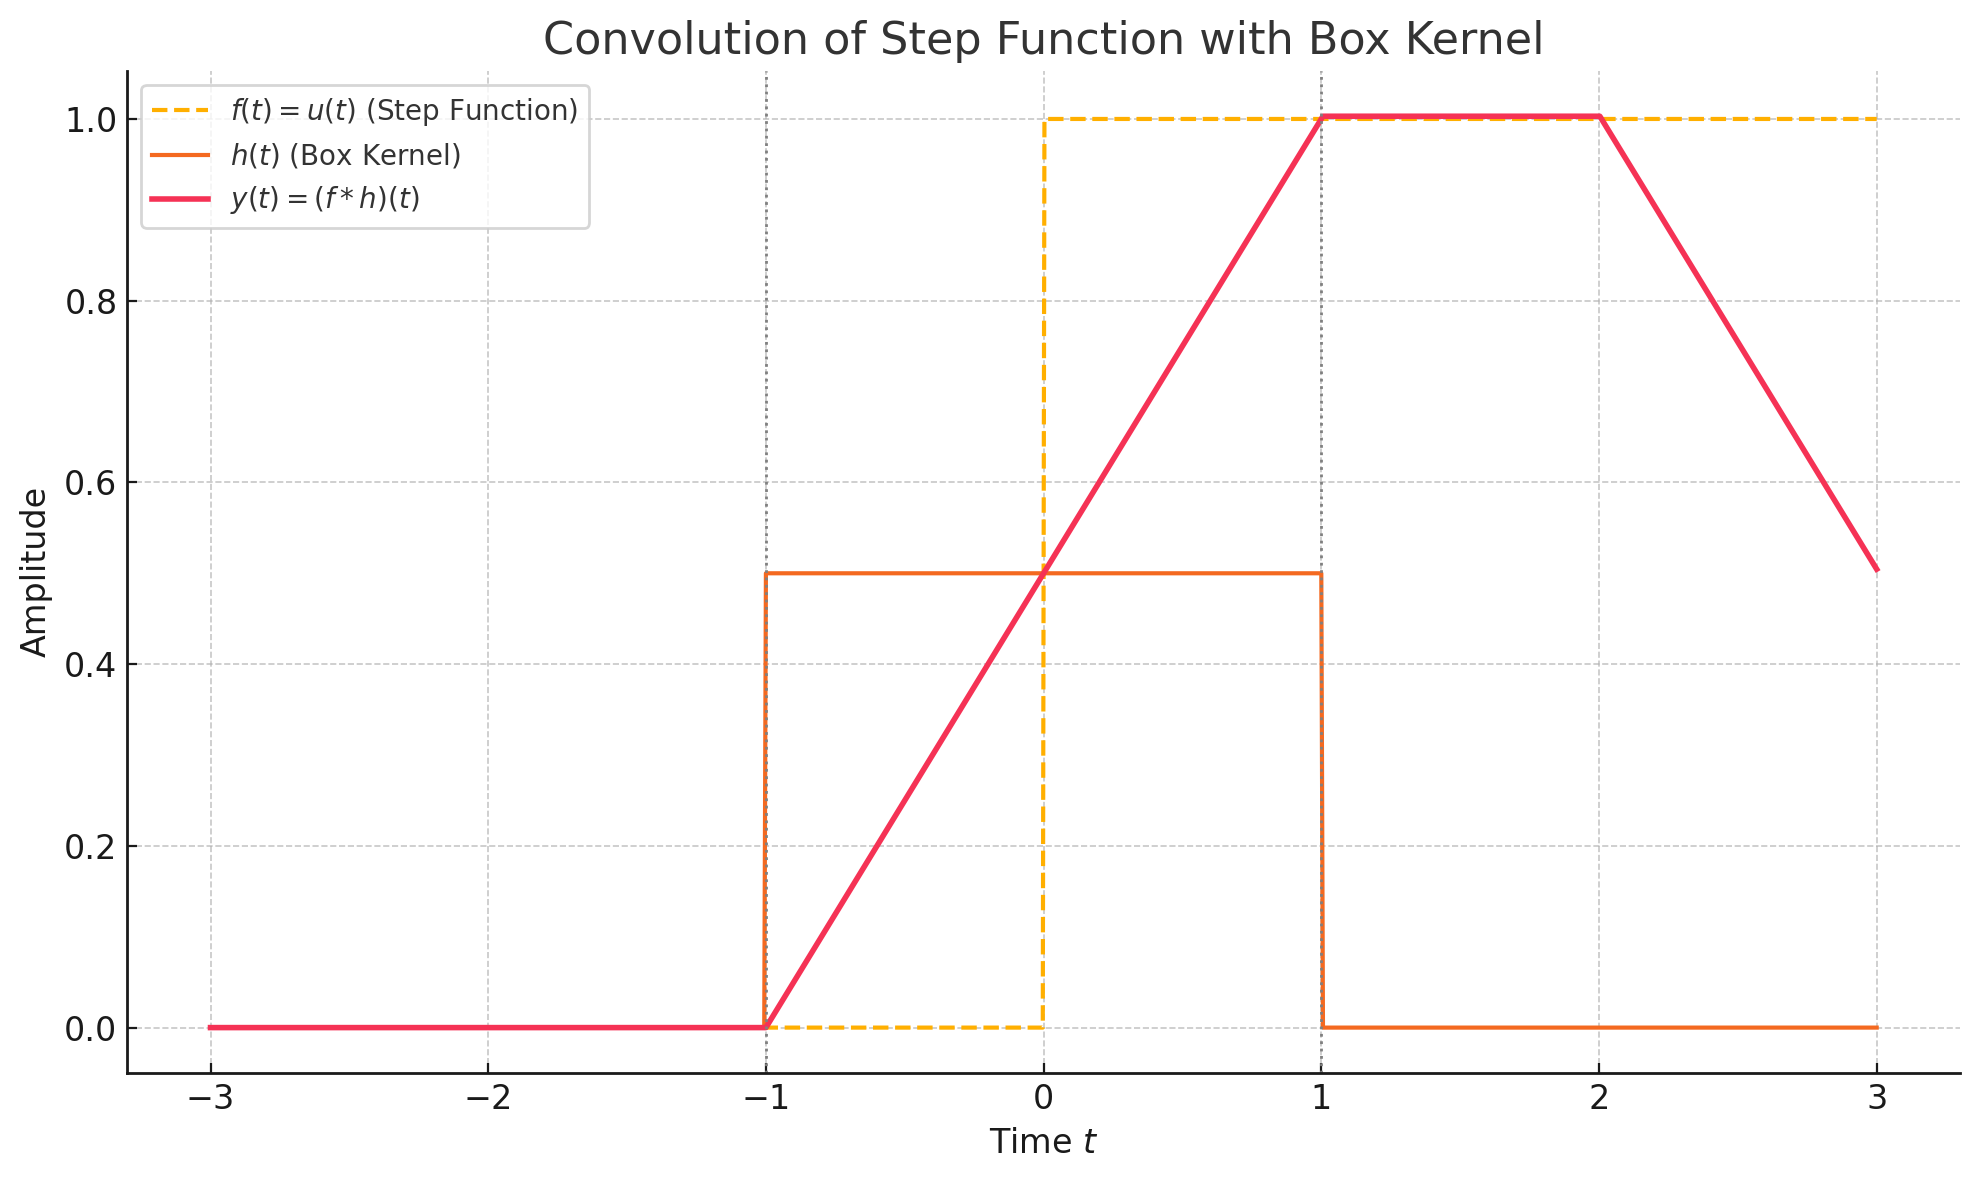 Convolution of Step Function with Box Kernel
f(t) = u(t) (Step Function)
h(t) (Box Kernel)
y(t) = (f * h)(t)
1.0
0.8
0.6
0.4
0.2
0.0
Amplitude
−3 −2 −1 0 1 2 3
Time t